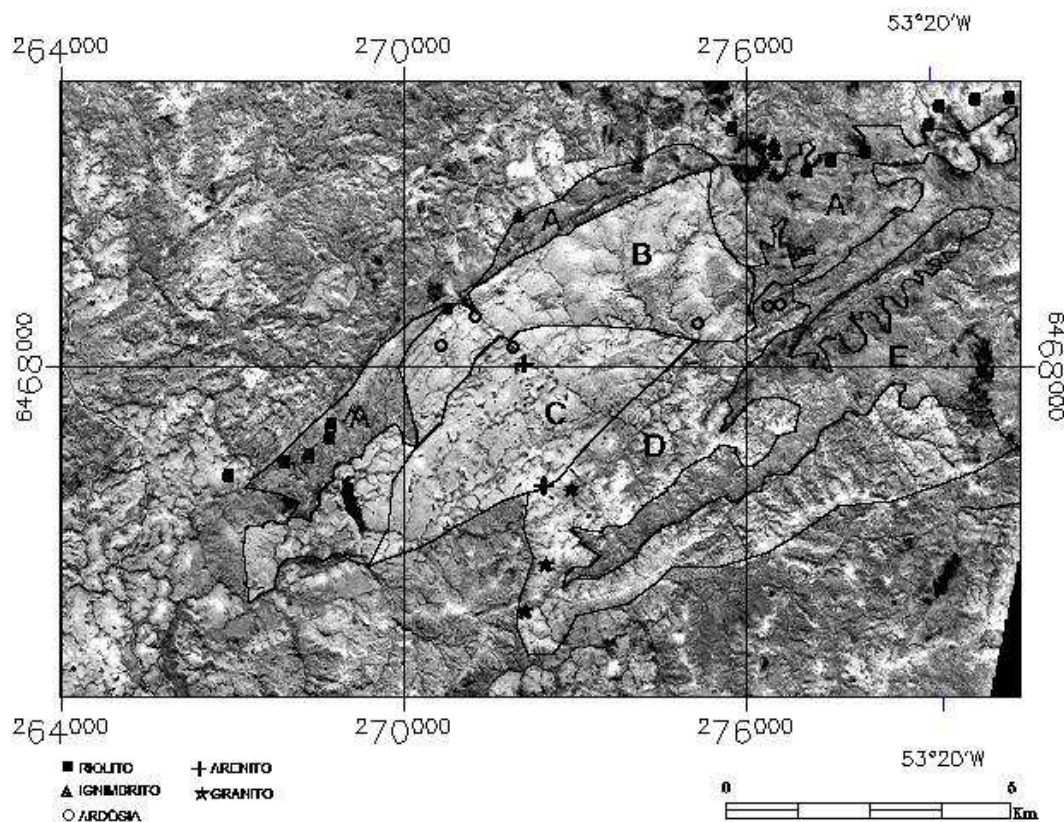 53°20'W
264000 270000 276000
A
A
B
6468000 6468000
E
A
C
D
264000 270000 276000
53°20'W
RIOLITO ARENITO
IGNIMBRITO GRANITO
ARDÓSIA
0 6
Km